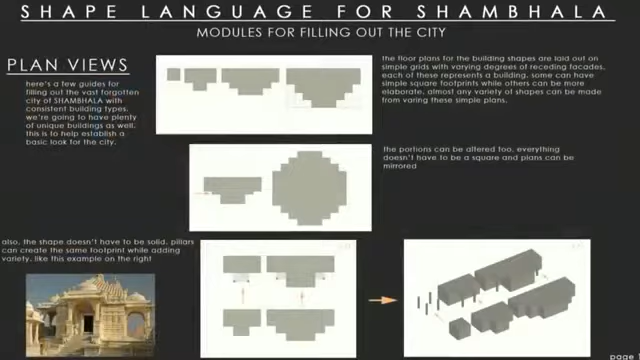 SHAPE LANGUAGE FOR SHAMBHALA
MODULES FOR FILLING OUT THE CITY
PLAN VIEWS
here's a few guides for
filling out the vast forgotten
city of SHAMBHALA with
consistent building types.
we're going to have plenty
of unique buildings as well.
this is to help establish a
basic look for the city.
the floor plans for the building shapes are laid out on
simple grids with varying degrees of receding facades,
each of these represents a building, some can have
simple square footprints while others can be more
elaborate, almost any variety of shapes can be made
from varing these simple plans.
the portions can be altered too, everything
doesn't have to be a square and plans can be
mirrored
also, the shape doesn't have to be solid, pillars
can create the same footprint while adding
variety, like this example on the right
page